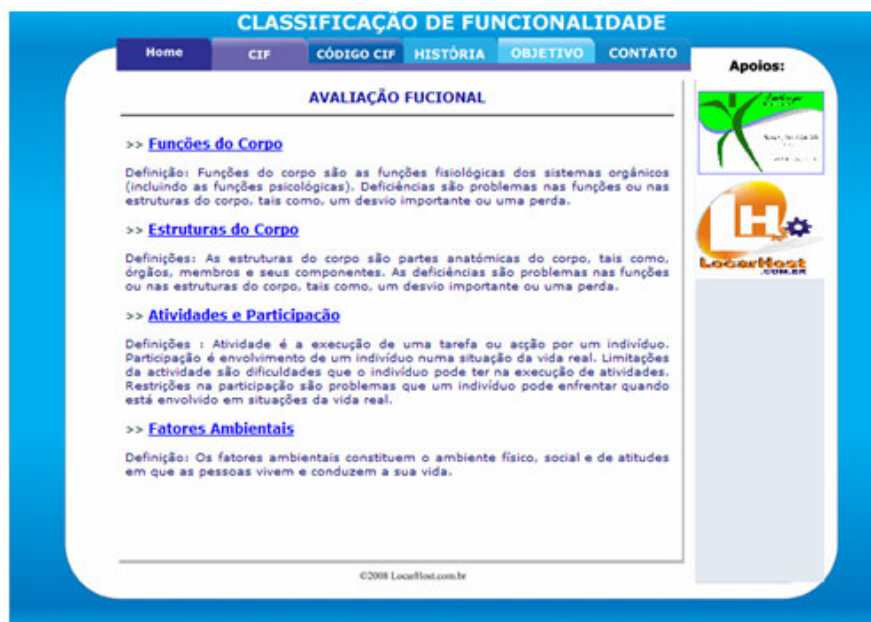 CLASSIFICAÇÃO DE FUNCIONALIDADE
Home CIF CÓDIGO CIF HISTÓRIA OBJETIVO CONTATO
Apoios:
AVALIAÇÃO FUCIONAL
>> Funções do Corpo
Definição: Funções do corpo são as funções fisiológicas dos sistemas orgânicos
(incluindo as funções psicológicas). Deficiências são problemas nas funções ou nas
estruturas do corpo, tais como, um desvio importante ou uma perda.
>> Estruturas do Corpo
Definições: As estruturas do corpo são partes anatómicas do corpo, tais como,
órgãos, membros e seus componentes. As deficiências são problemas nas funções
ou nas estruturas do corpo, tais como, um desvio importante ou uma perda.
>> Atividades e Participação
Definições : Atividade é a execução de uma tarefa ou acção por um indivíduo.
Participação é envolvimento de um indivíduo numa situação da vida real. Limitações
da actividade são dificuldades que o indivíduo pode ter na execução de atividades.
Restrições na participação são problemas que um indivíduo pode enfrentar quando
está envolvido em situações da vida real.
>> Fatores Ambientais
Definição: Os fatores ambientais constituem o ambiente físico, social e de atitudes
em que as pessoas vivem e conduzem a sua vida.
LH
LocarHost
.COM.BR
©2008 LocarHost.com.br